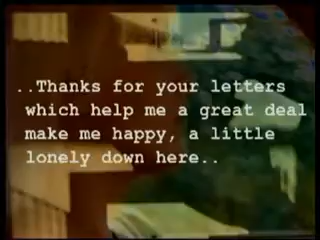 ..Thanks for your letters
which help me a great deal
make me happy, a little
lonely down here..